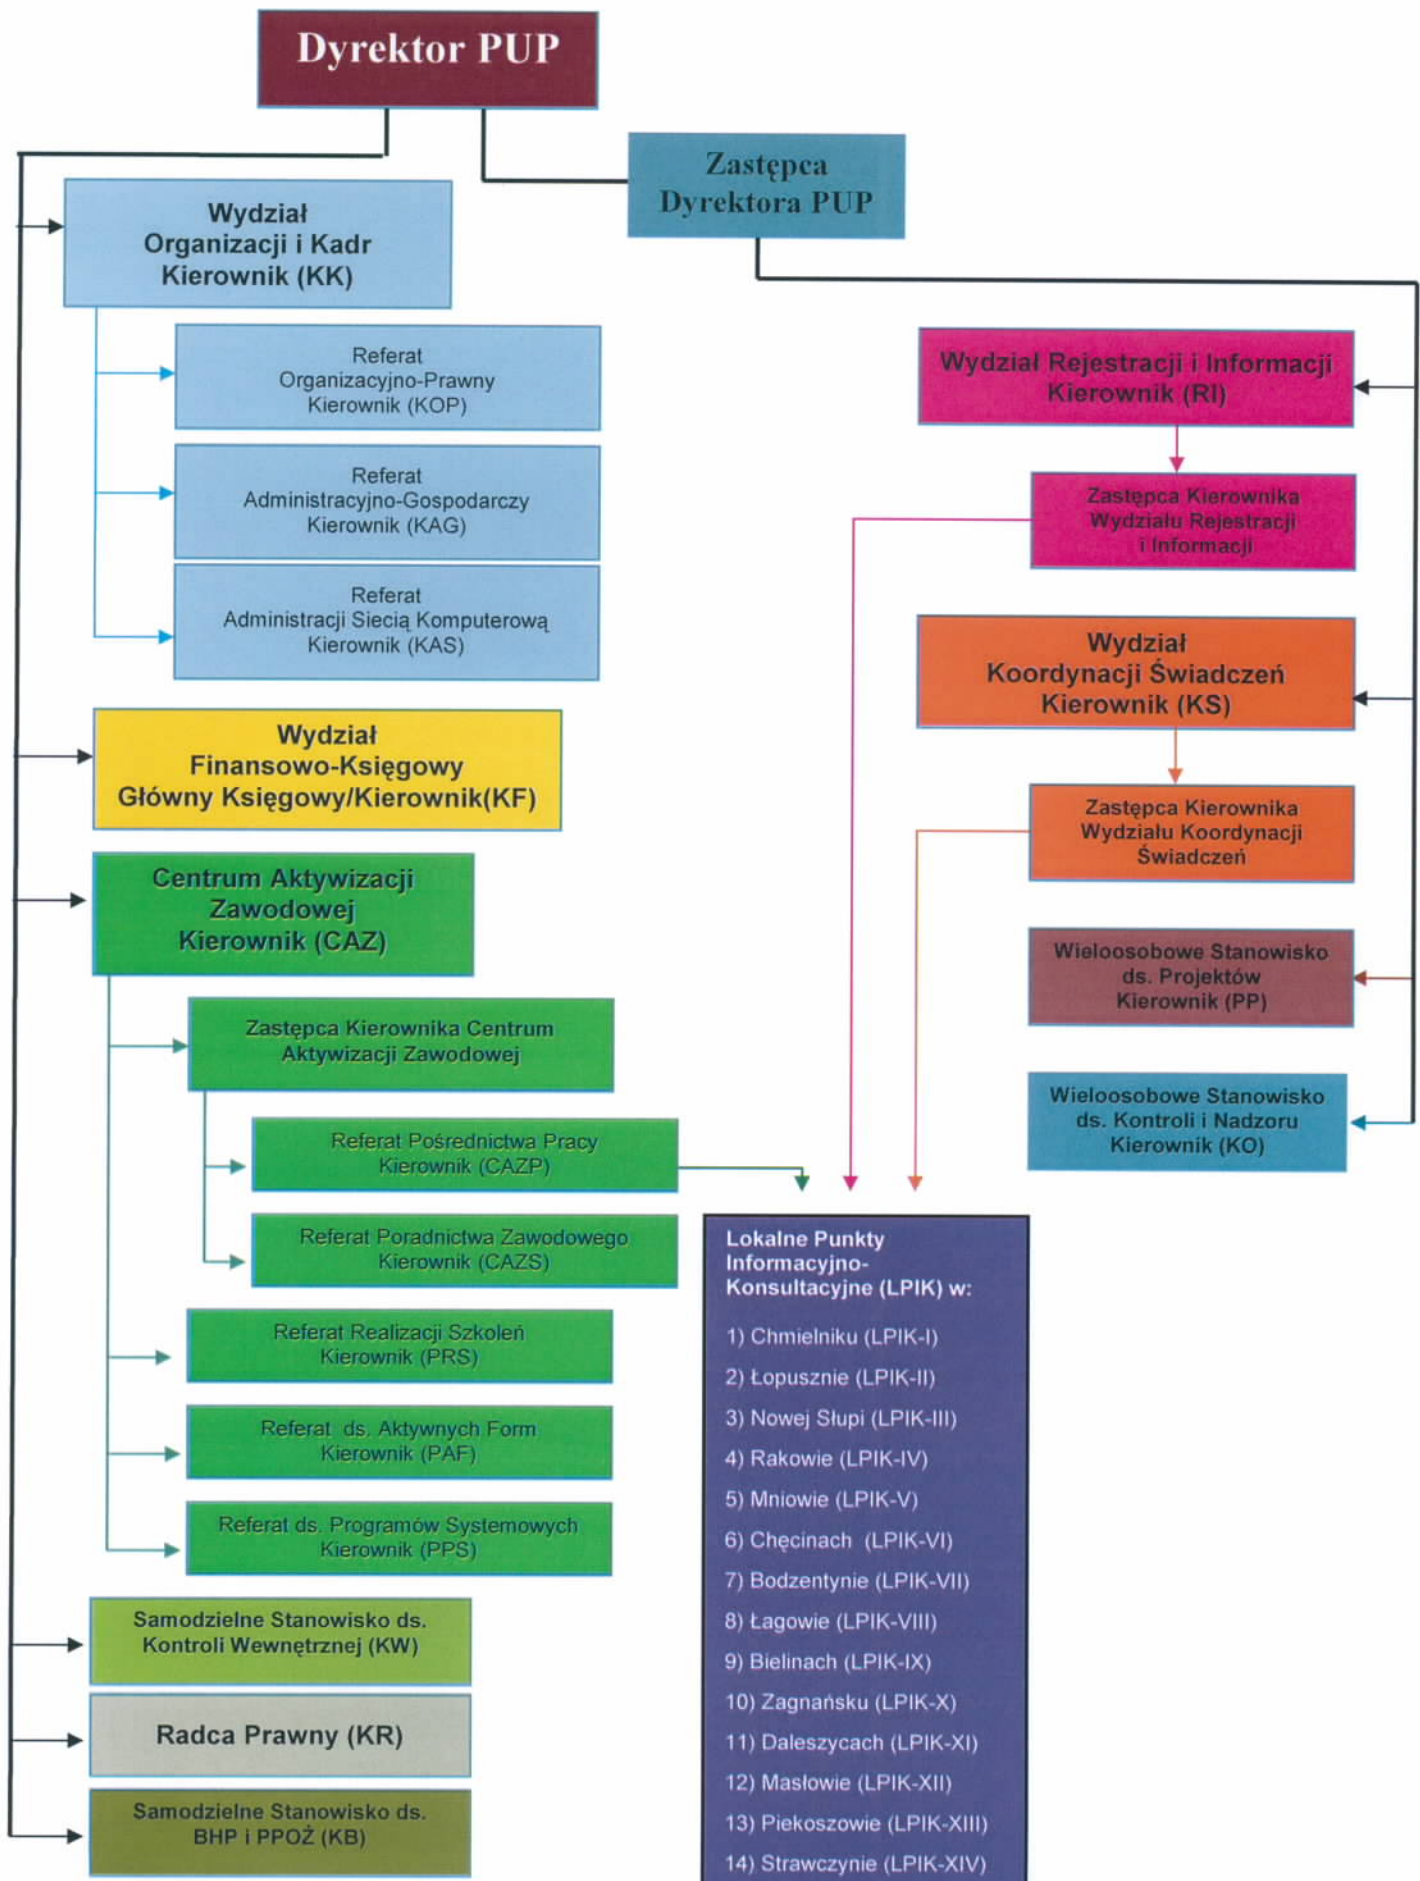 Dyrektor PUP
Zastępca
Dyrektora PUP
Wydział
Organizacji i Kadr
Kierownik (KK)
Referat
Organizacyjno-Prawny
Kierownik (KOP)
Referat
Administracyjno-Gospodarczy
Kierownik (KAG)
Referat
Administracji Siecią Komputerową
Kierownik (KAS)
Wydział
Finansowo-Księgowy
Główny Księgowy/Kierownik(KF)
Centrum Aktywizacji
Zawodowej
Kierownik (CAZ)
Zastępca Kierownika Centrum
Aktywizacji Zawodowej
Referat Pośrednictwa Pracy
Kierownik (CAZP)
Referat Poradnictwa Zawodowego
Kierownik (CAZS)
Referat Realizacji Szkoleń
Kierownik (PRS)
Referat ds. Aktywnych Form
Kierownik (PAF)
Referat ds. Programów Systemowych
Kierownik (PPS)
Samodzielne Stanowisko ds.
Kontroli Wewnętrznej (KW)
Radca Prawny (KR)
Samodzielne Stanowisko ds.
BHP i PPOŻ (KB)
Wydział Rejestracji i Informacji
Kierownik (RI)
Zastępca Kierownika
Wydziału Rejestracji
i Informacji
Wydział
Koordynacji Świadczeń
Kierownik (KS)
Zastępca Kierownika
Wydziału Koordynacji
Świadczeń
Wieloosobowe Stanowisko
ds. Projektów
Kierownik (PP)
Wieloosobowe Stanowisko
ds. Kontroli i Nadzoru
Kierownik (KO)
Lokalne Punkty
Informacyjno-
Konsultacyjne (LPIK) w:
1) Chmielniku (LPIK-I)
2) Łopusznie (LPIK-II)
3) Nowej Słupi (LPIK-III)
4) Rakowie (LPIK-IV)
5) Mniowie (LPIK-V)
6) Chęcinach (LPIK-VI)
7) Bodzentynie (LPIK-VII)
8) Łagowie (LPIK-VIII)
9) Bielinach (LPIK-IX)
10) Zagnańsku (LPIK-X)
11) Daleszycach (LPIK-XI)
12) Masłowie (LPIK-XII)
13) Piekoszowie (LPIK-XIII)
14) Strawczynie (LPIK-XIV)